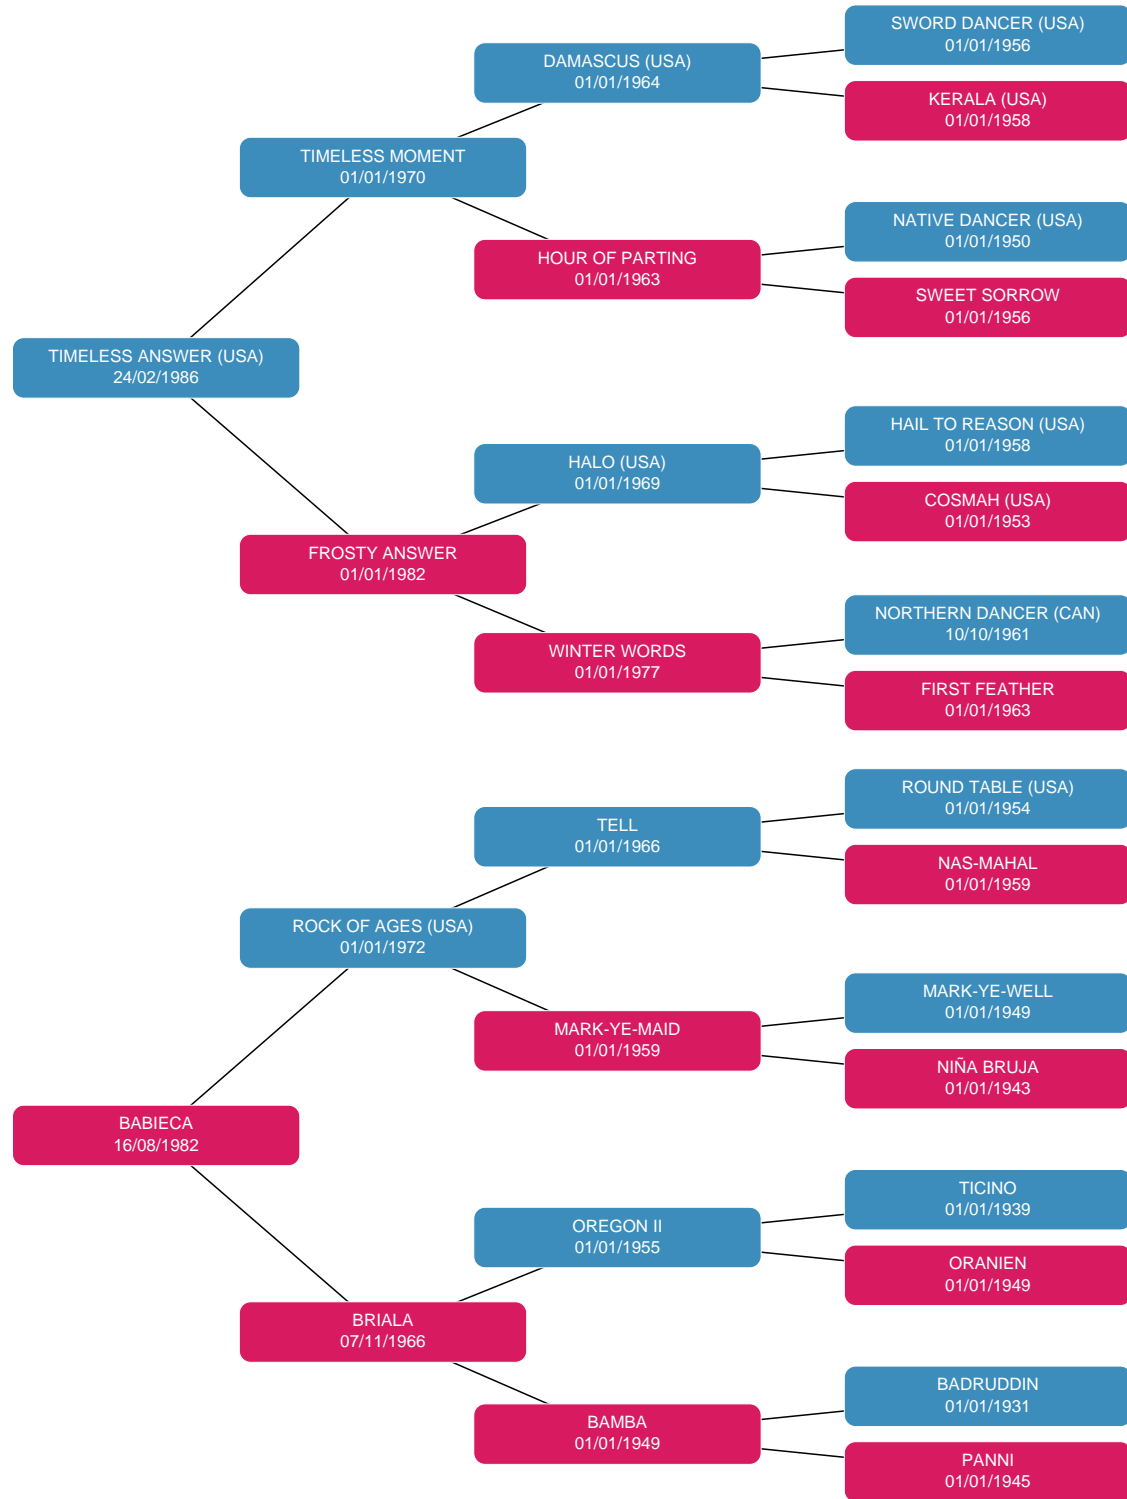 SWORD DANCER (USA)
01/01/1956
DAMASCUS (USA)
01/01/1964
KERALA (USA)
01/01/1958
TIMELESS MOMENT
01/01/1970
NATIVE DANCER (USA)
01/01/1950
HOUR OF PARTING
01/01/1963
SWEET SORROW
01/01/1956
TIMELESS ANSWER (USA)
24/02/1986
HAIL TO REASON (USA)
01/01/1958
HALO (USA)
01/01/1969
COSMAH (USA)
01/01/1953
FROSTY ANSWER
01/01/1982
NORTHERN DANCER (CAN)
10/10/1961
WINTER WORDS
01/01/1977
FIRST FEATHER
01/01/1963
ROUND TABLE (USA)
01/01/1954
TELL
01/01/1966
NAS-MAHAL
01/01/1959
ROCK OF AGES (USA)
01/01/1972
MARK-YE-WELL
01/01/1949
MARK-YE-MAID
01/01/1959
NIÑA BRUJA
01/01/1943
BABIECA
16/08/1982
TICINO
01/01/1939
OREGON II
01/01/1955
ORANIEN
01/01/1949
BRIALA
07/11/1966
BADRUDDIN
01/01/1931
BAMBA
01/01/1949
PANNI
01/01/1945